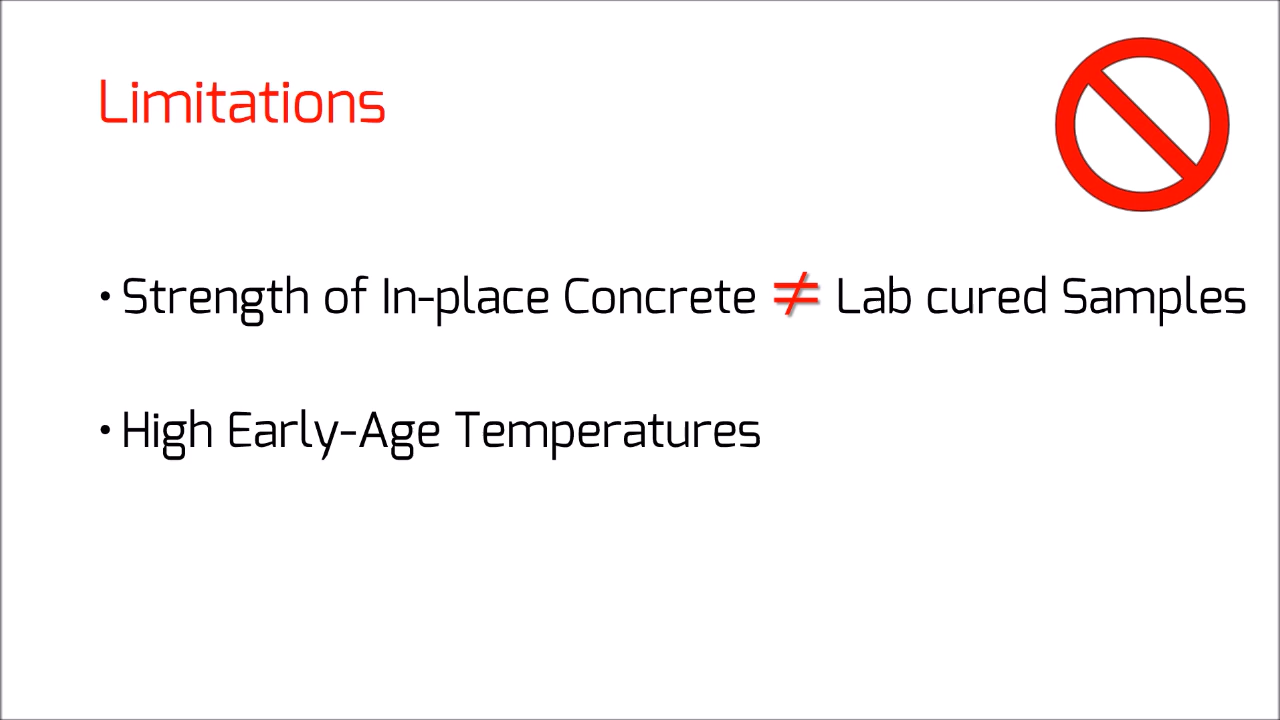 Limitations
• Strength of In-place Concrete ≠ Lab cured Samples
• High Early-Age Temperatures